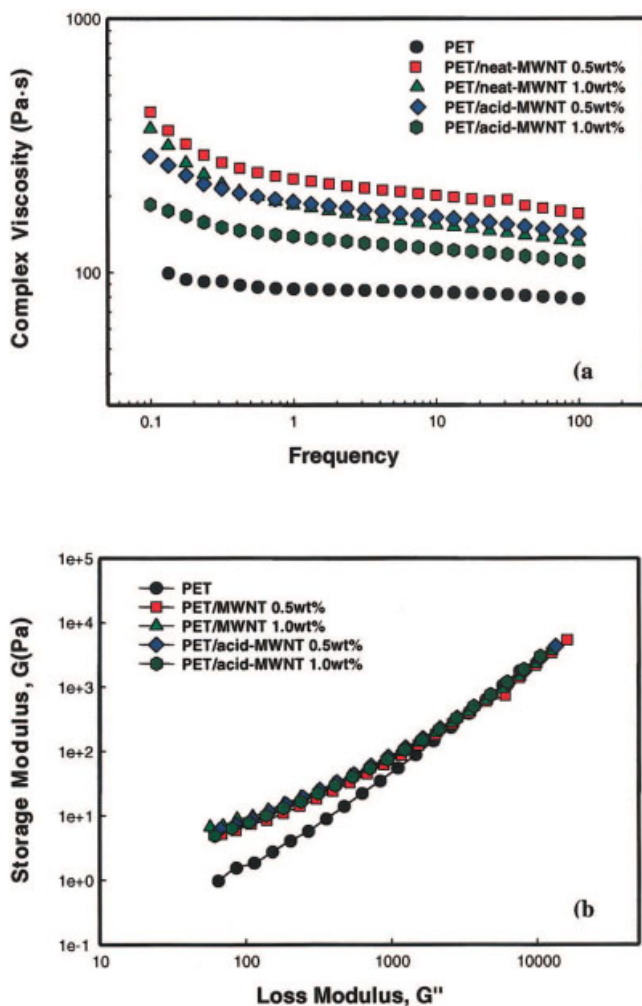 1000
100
Complex Viscosity (Pa·s)
PET
PET/neat-MWNT 0.5wt%
PET/neat-MWNT 1.0wt%
PET/acid-MWNT 0.5wt%
PET/acid-MWNT 1.0wt%
(a
0.1 1 10 100
Frequency
1e+5
1e+4
1e+3
1e+2
1e+1
1e+0
1e-1
Storage Modulus, G(Pa)
PET
PET/MWNT 0.5wt%
PET/MWNT 1.0wt%
PET/acid-MWNT 0.5wt%
PET/acid-MWNT 1.0wt%
(b
10 100 1000 10000
Loss Modulus, G"